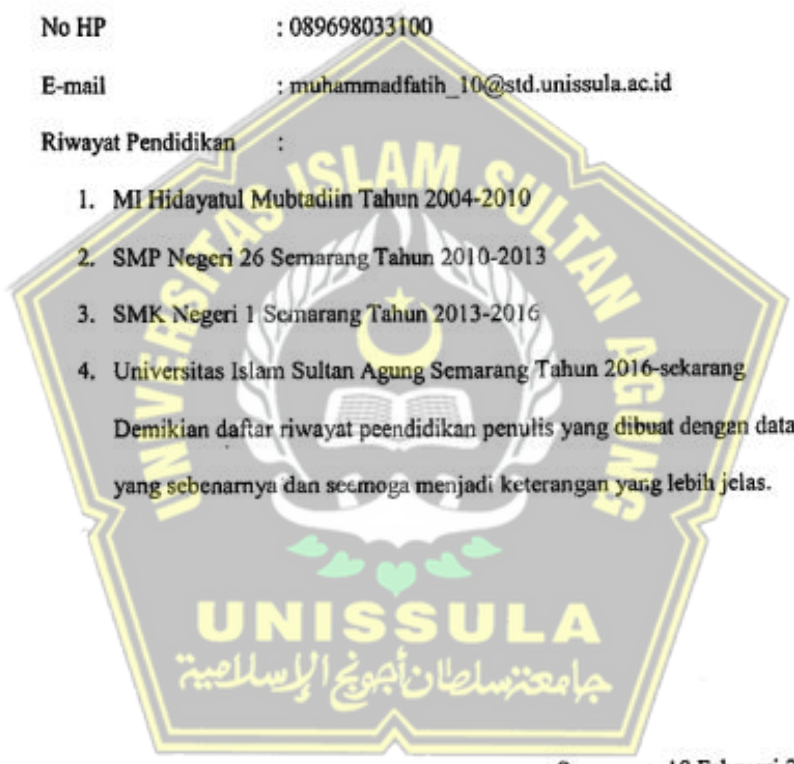 No HP : 089698033100
E-mail : muhammadfatih_10@std.unissula.ac.id
Riwayat Pendidikan :
1. MI Hidayatul Mubtadiin Tahun 2004-2010
2. SMP Negeri 26 Semarang Tahun 2010-2013
3. SMK Negeri 1 Semarang Tahun 2013-2016
4. Universitas Islam Sultan Agung Semarang Tahun 2016-sekarang
Demikian daftar riwayat peendidikan penulis yang dibuat dengan data
yang sebenarnya dan seemoga menjadi keterangan yang lebih jelas.
UNIVERSITAS ISLAM SULTAN AGUNG
UNISSULA
جامعة سلطان أجونج الإسلامية